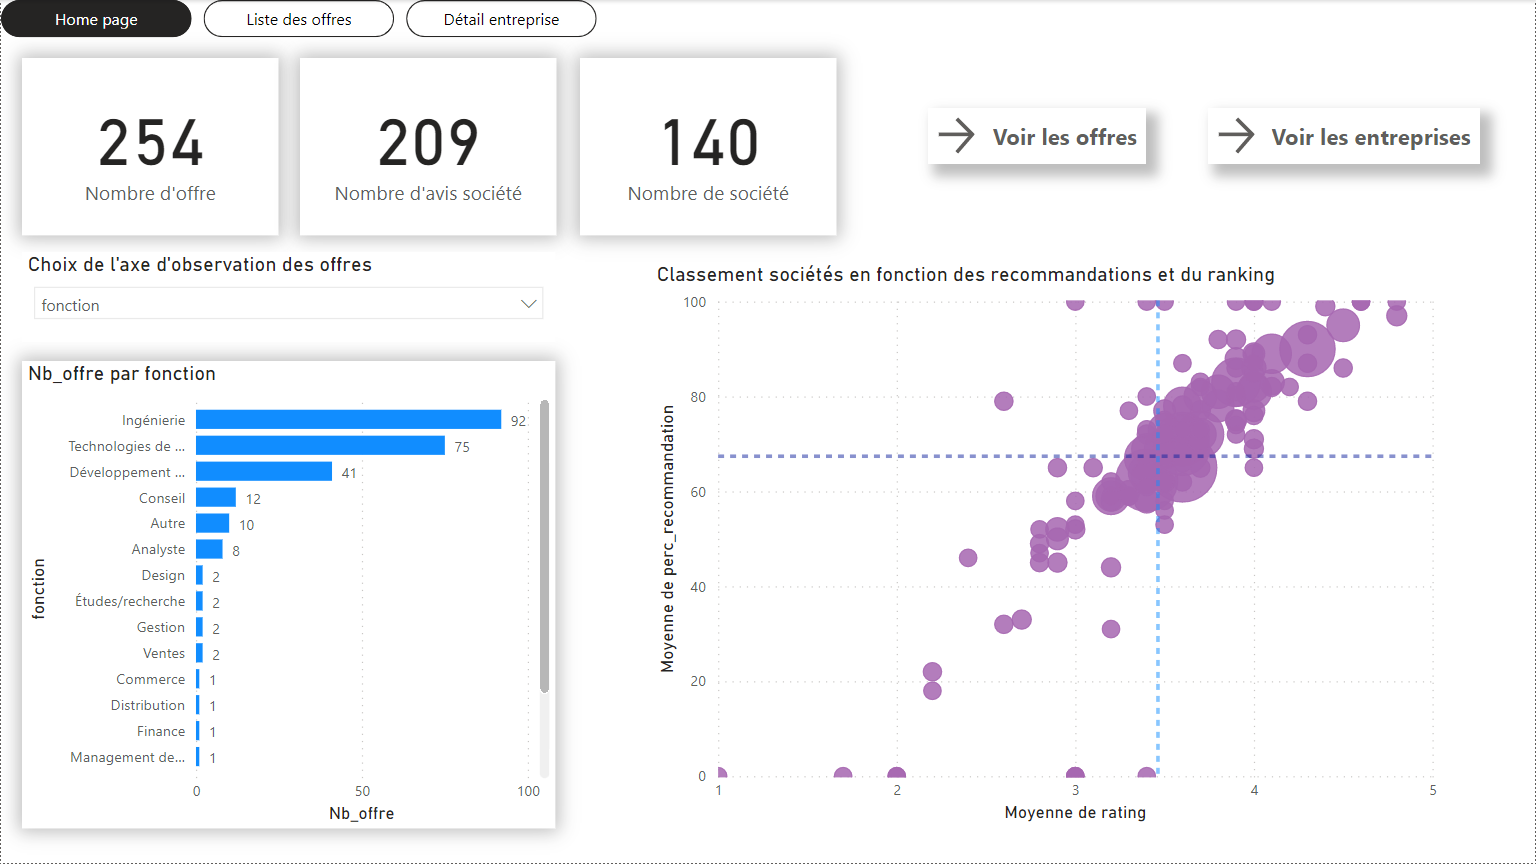 Home page
Liste des offres
Détail entreprise
254
Nombre d'offre
209
Nombre d'avis société
140
Nombre de société
Voir les offres
Voir les entreprises
Choix de l'axe d'observation des offres
fonction
Nb_offre par fonction
fonction
Ingénierie 92
Technologies de ... 75
Développement ... 41
Conseil 12
Autre 10
Analyste 8
Design 2
Études/recherche 2
Gestion 2
Ventes 2
Commerce 1
Distribution 1
Finance 1
Management de... 1
0 50 100
Nb_offre
Classement sociétés en fonction des recommandations et du ranking
Moyenne de perc_recommandation
100
80
60
40
20
0
1 2 3 4 5
Moyenne de rating